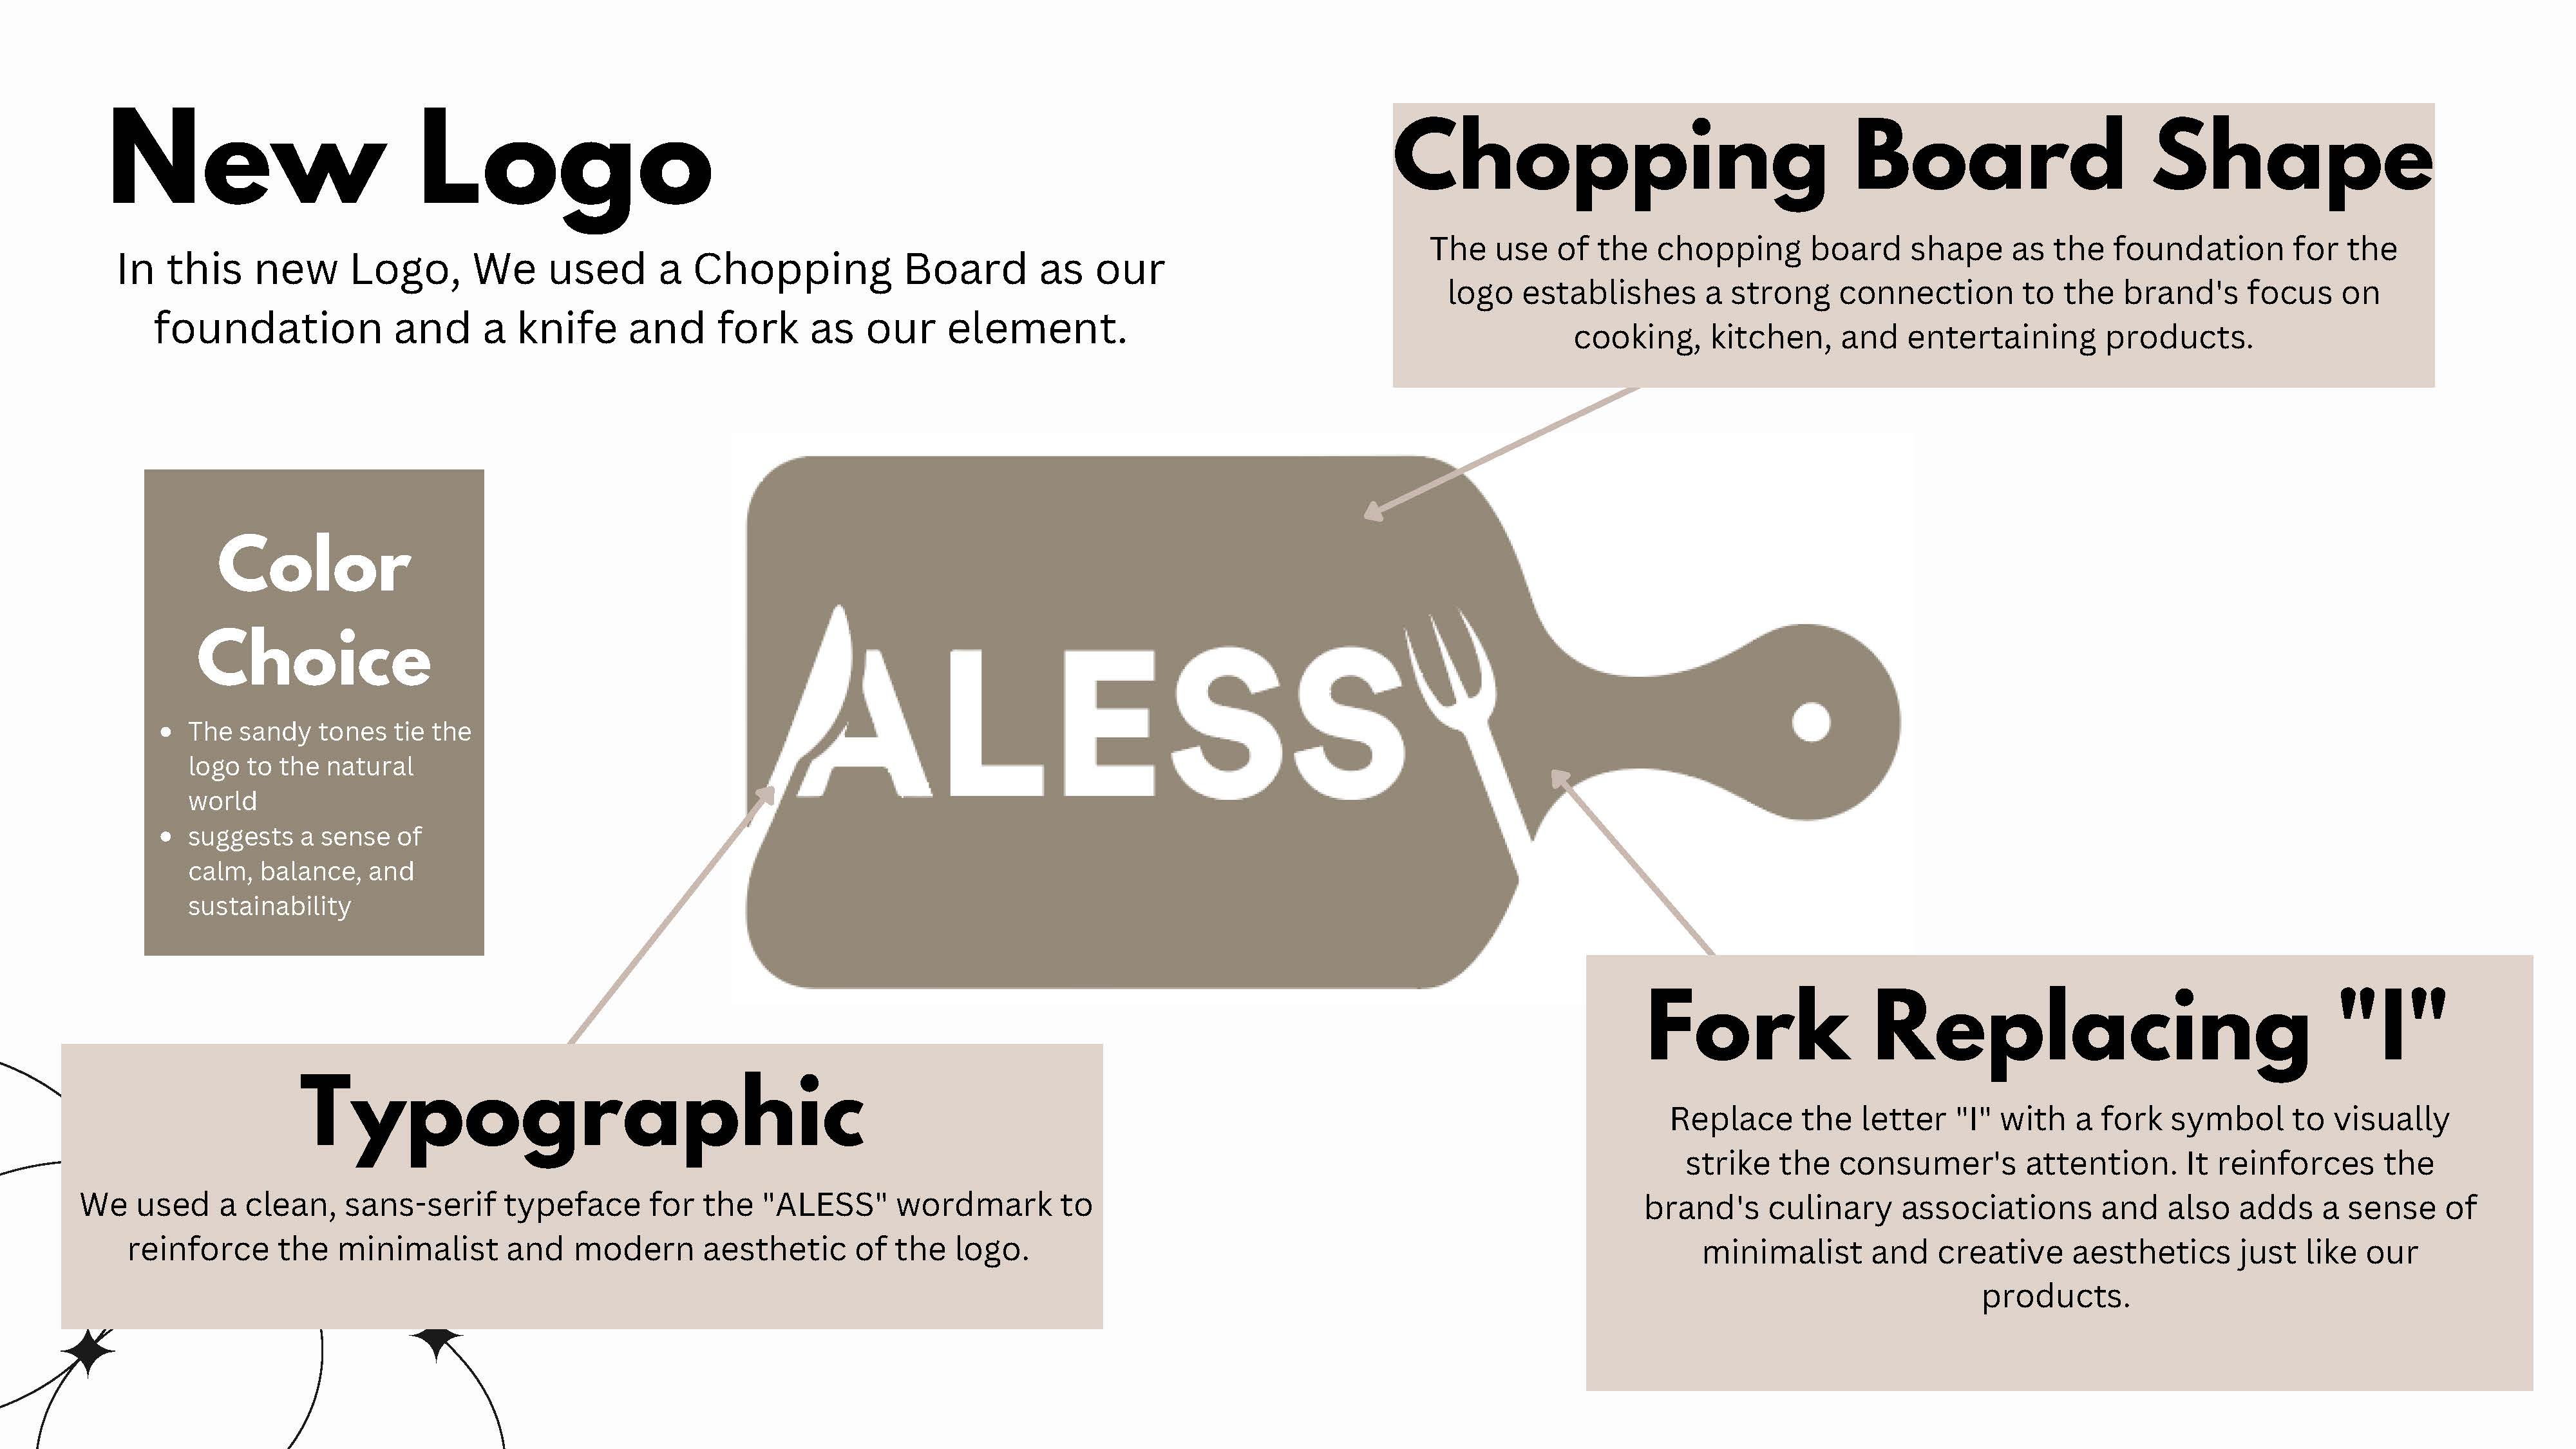 New Logo
In this new Logo, We used a Chopping Board as our
foundation and a knife and fork as our element.
Chopping Board Shape
The use of the chopping board shape as the foundation for the
logo establishes a strong connection to the brand's focus on
cooking, kitchen, and entertaining products.
Color
Choice
• The sandy tones tie the
logo to the natural
world
• suggests a sense of
calm, balance, and
sustainability
ALESS
Typographic
We used a clean, sans-serif typeface for the "ALESS" wordmark to
reinforce the minimalist and modern aesthetic of the logo.
Fork Replacing "I"
Replace the letter "I" with a fork symbol to visually
strike the consumer's attention. It reinforces the
brand's culinary associations and also adds a sense of
minimalist and creative aesthetics just like our
products.